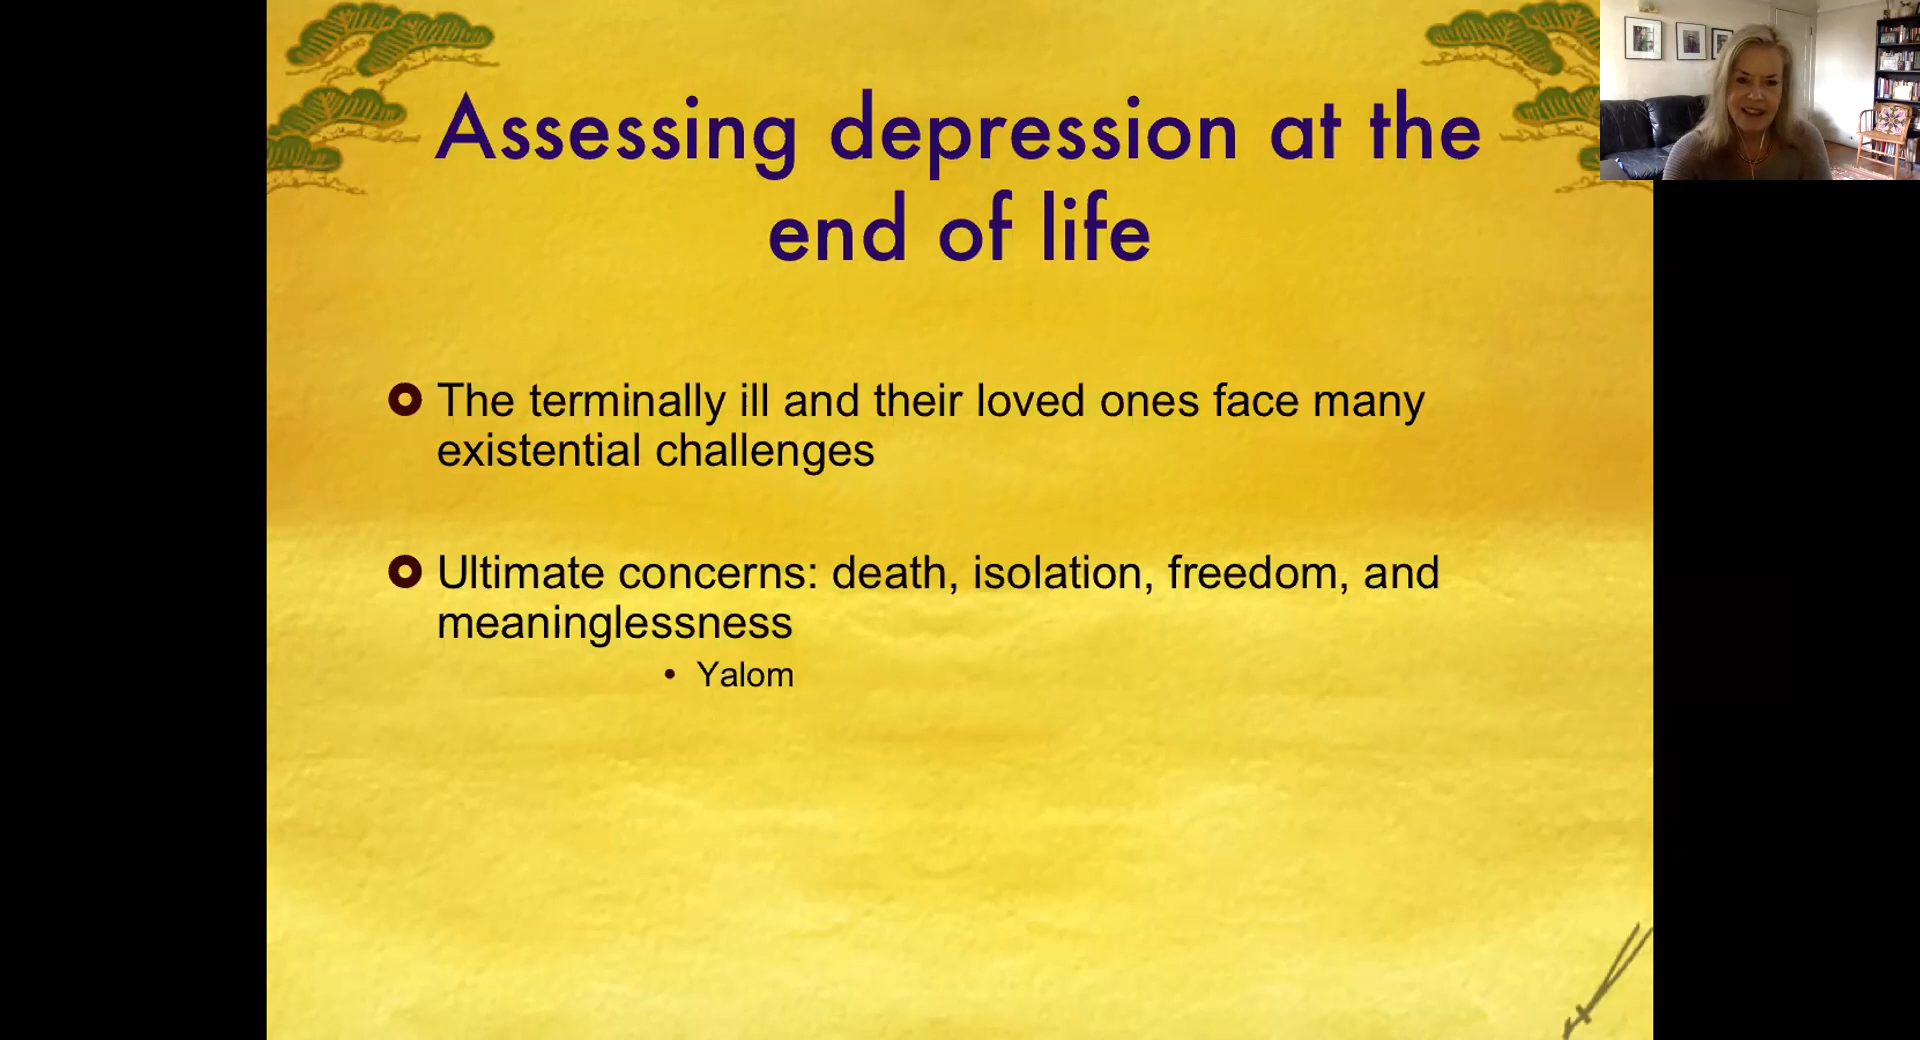 Assessing depression at the
end of life
The terminally ill and their loved ones face many
existential challenges
Ultimate concerns: death, isolation, freedom, and
meaninglessness
• Yalom